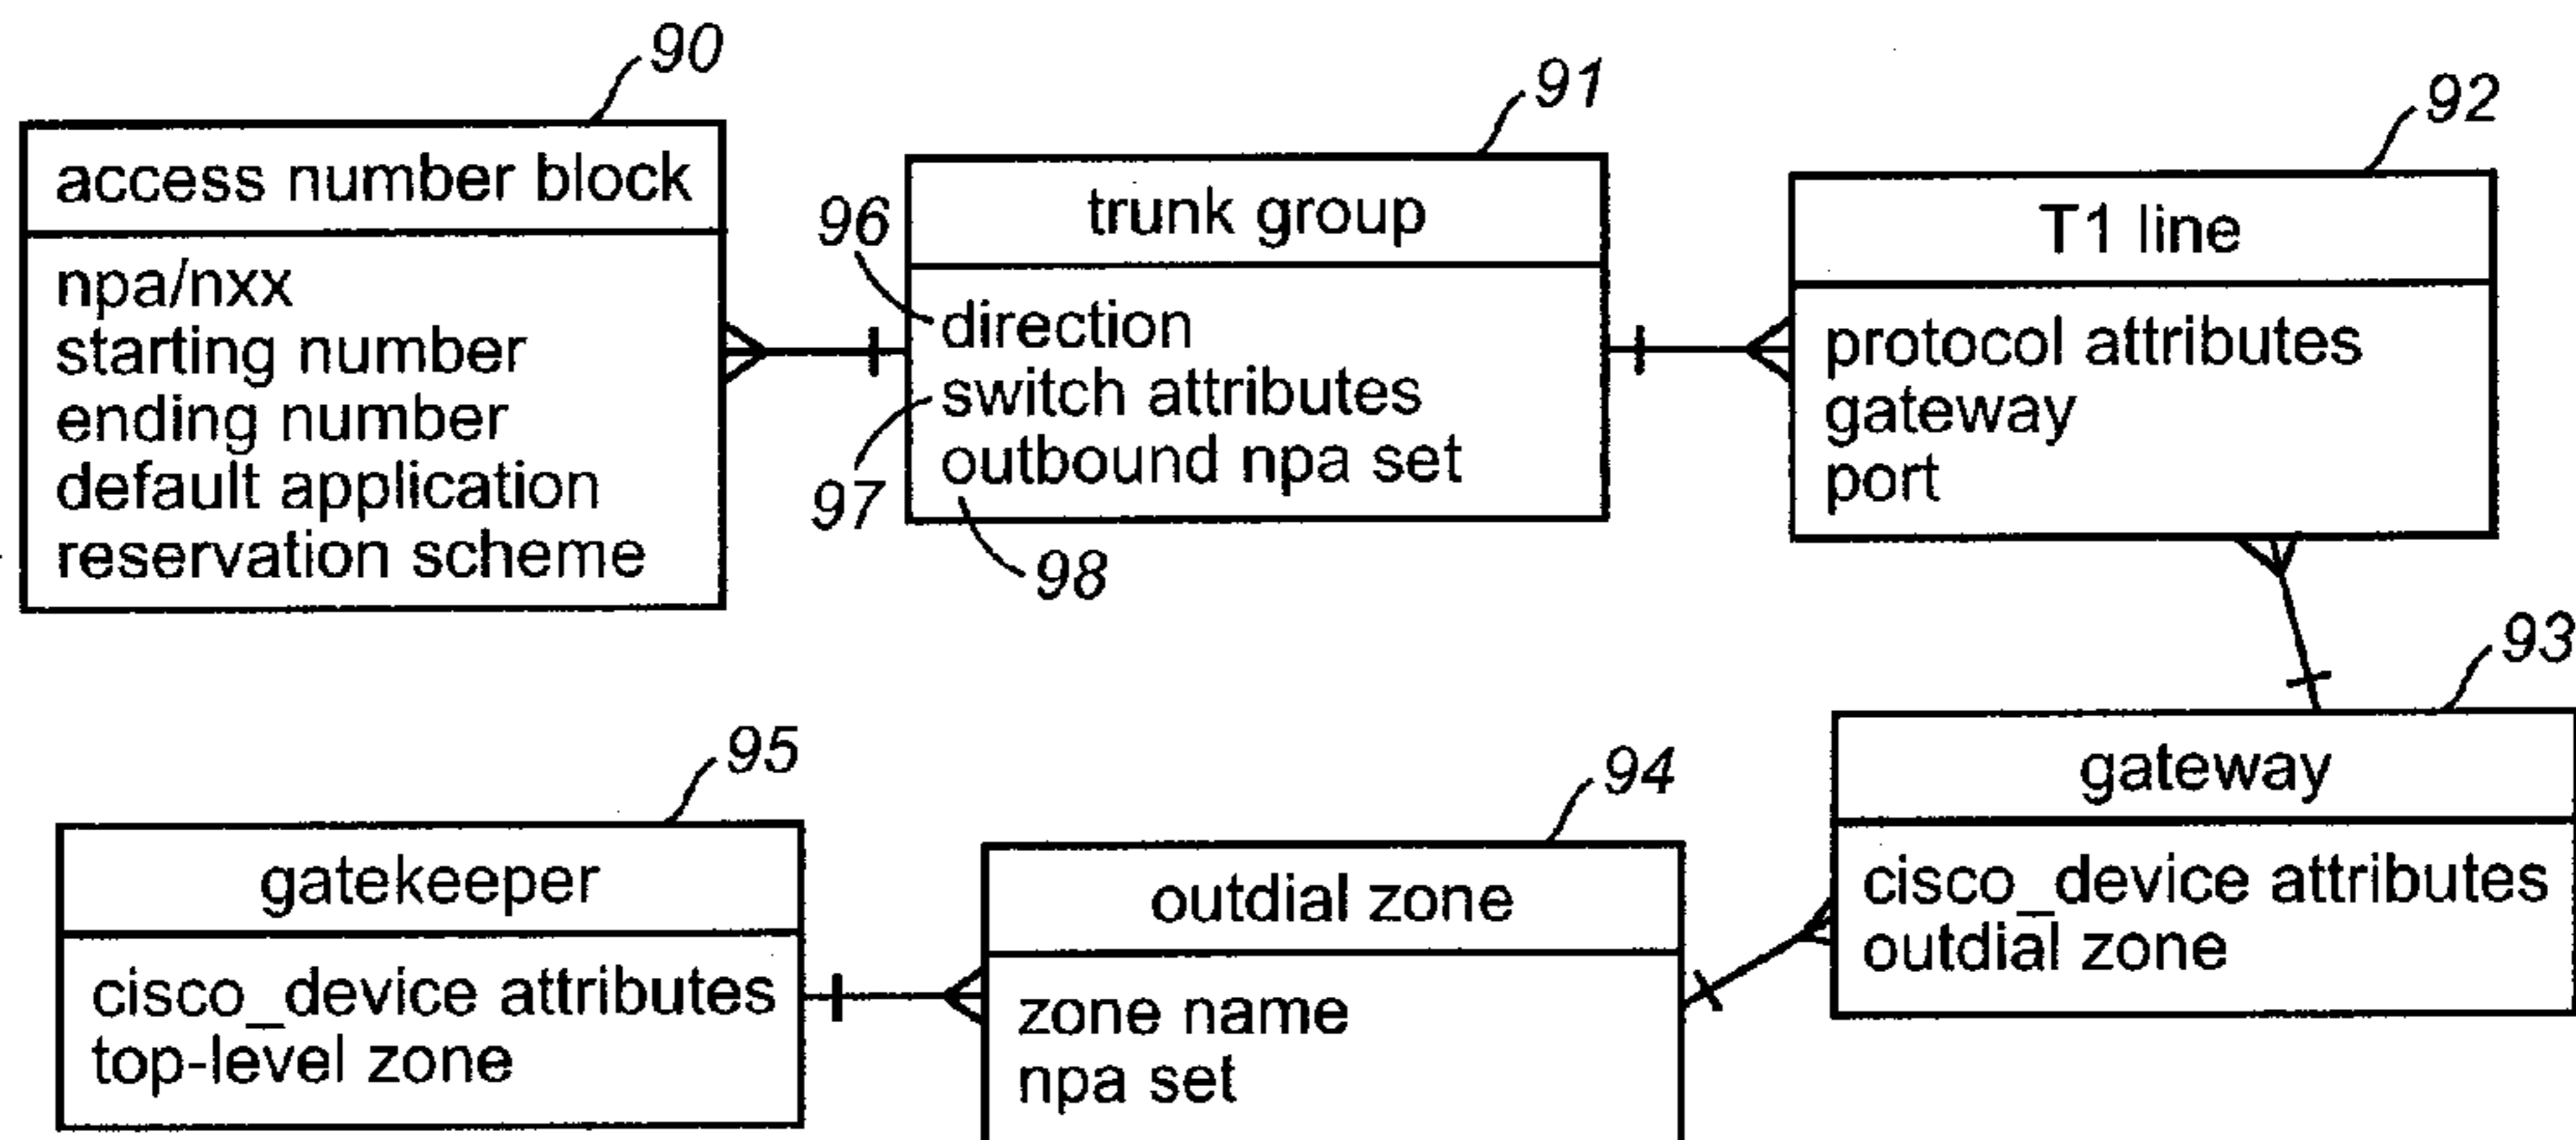 90
access number block
npa/nxx
starting number
ending number
default application
reservation scheme
91
trunk group
96
direction
97
switch attributes
98
outbound npa set
92
T1 line
protocol attributes
gateway
port
93
gateway
cisco_device attributes
outdial zone
94
outdial zone
zone name
npa set
95
gatekeeper
cisco_device attributes
top-level zone